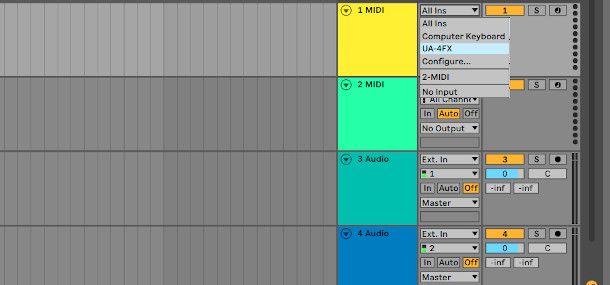 1 MIDI
All Ins
1
S
All Ins
Computer Keyboard
UA-4FX
Configure...
2-MIDI
No Input
2 MIDI
All Channe
In Auto Off
No Output
3 Audio
Ext. In
3
S
1
0
C
In Auto Off
-inf
-inf
Master
4 Audio
Ext. In
4
S
2
0
C
In Auto Off
-inf
-inf
Master